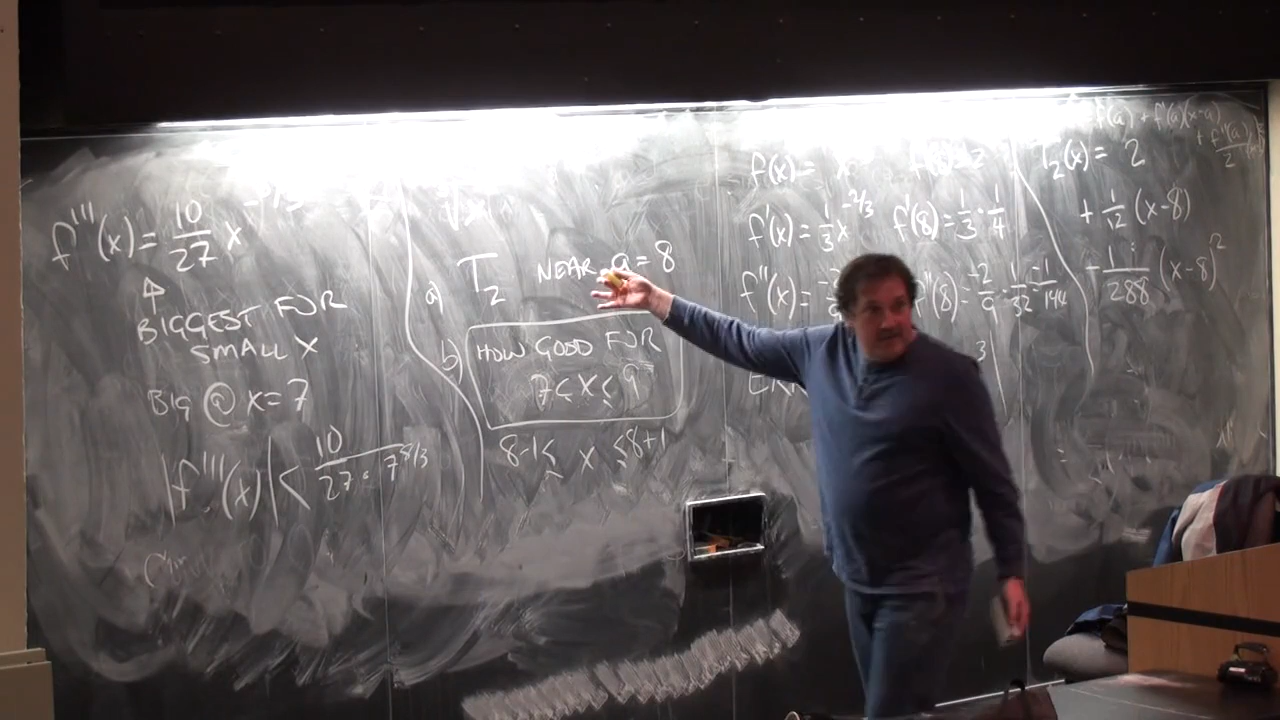 f'''(x) = 10/27 x
↑
BIGGEST FOR
SMALL X
BIG @ x=7
|f'''(x)| < 10/(27·7^(8/3))
a) T₂ NEAR a=8
b) HOW GOOD FOR
7≤x≤9
8-1≤ x ≤8+1
f(x)=
f'(x)= 1/3 x^(-2/3) f'(8)= 1/3 · 1/4
f''(x)= "(8)= -2/9 · 1/32 = -1/144
3
f(a) + f'(a)(x-a)
+ f''(a)/2
T₂(x)= 2
+ 1/12 (x-8)
- 1/288 (x-8)²